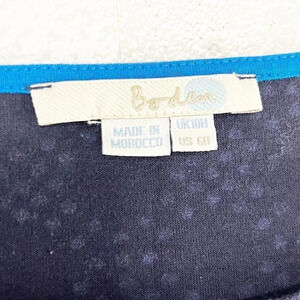 Boden
MADE IN
MOROCCO
UK10R
US 6R